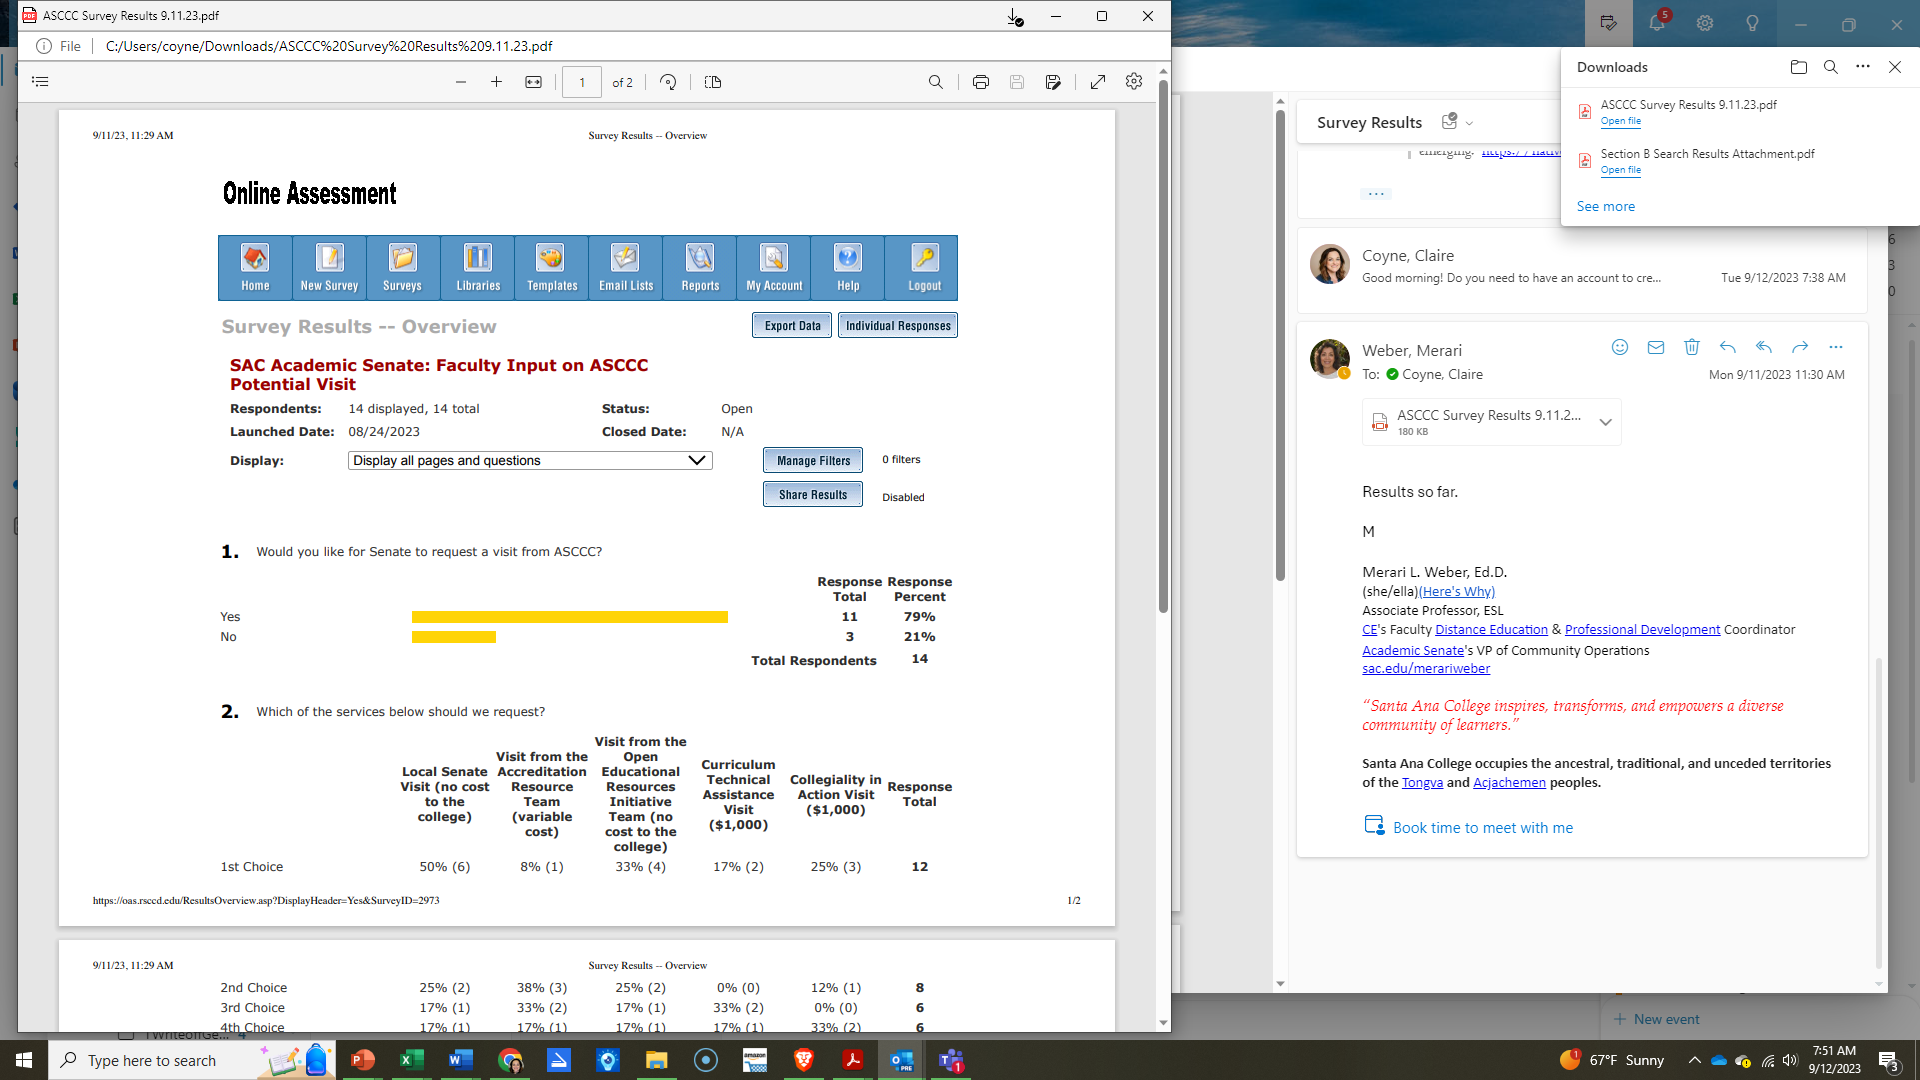 ASCCC Survey Results 9.11.23.pdf
File
C:/Users/coyne/Downloads/ASCCC%20Survey%20Results%209.11.23.pdf
1 of 2
9/11/23, 11:29 AM Survey Results -- Overview
Online Assessment
Home New Survey Surveys Libraries Templates Email Lists Reports My Account Help Logout
Survey Results -- Overview
Export Data Individual Responses
SAC Academic Senate: Faculty Input on ASCCC
Potential Visit
Respondents: 14 displayed, 14 total Status: Open
Launched Date: 08/24/2023 Closed Date: N/A
Display: Display all pages and questions
Manage Filters 0 filters
Share Results Disabled
1. Would you like for Senate to request a visit from ASCCC?
Response Total Response Percent
Yes 11 79%
No 3 21%
Total Respondents 14
2. Which of the services below should we request?
Local Senate Visit (no cost to the college)
Visit from the Accreditation Resource Team (variable cost)
Visit from the Open Educational Resources Initiative Team (no cost to the college)
Curriculum Technical Assistance Visit ($1,000)
Collegiality in Action Visit ($1,000)
Response Total
1st Choice 50% (6) 8% (1) 33% (4) 17% (2) 25% (3) 12
https://oas.rsccd.edu/ResultsOverview.asp?DisplayHeader=Yes&SurveyID=2973 1/2
9/11/23, 11:29 AM Survey Results -- Overview
2nd Choice 25% (2) 38% (3) 25% (2) 0% (0) 12% (1) 8
3rd Choice 17% (1) 33% (2) 17% (1) 33% (2) 0% (0) 6
4th Choice 17% (1) 17% (1) 17% (1) 17% (1) 33% (2) 6
5
Downloads
ASCCC Survey Results 9.11.23.pdf
Open file
Section B Search Results Attachment.pdf
Open file
See more
Survey Results
emerging.
Coyne, Claire
Good morning! Do you need to have an account to cre... Tue 9/12/2023 7:38 AM
Weber, Merari
To: Coyne, Claire Mon 9/11/2023 11:30 AM
ASCCC Survey Results 9.11.2...
180 KB
Results so far.
M
Merari L. Weber, Ed.D.
(she/ella)(Here's Why)
Associate Professor, ESL
CE's Faculty Distance Education & Professional Development Coordinator
Academic Senate's VP of Community Operations
sac.edu/merariweber
“Santa Ana College inspires, transforms, and empowers a diverse
community of learners.”
Santa Ana College occupies the ancestral, traditional, and unceded territories
of the Tongva and Acjachemen peoples.
Book time to meet with me
New event
Type here to search
67°F Sunny
7:51 AM
9/12/2023
3